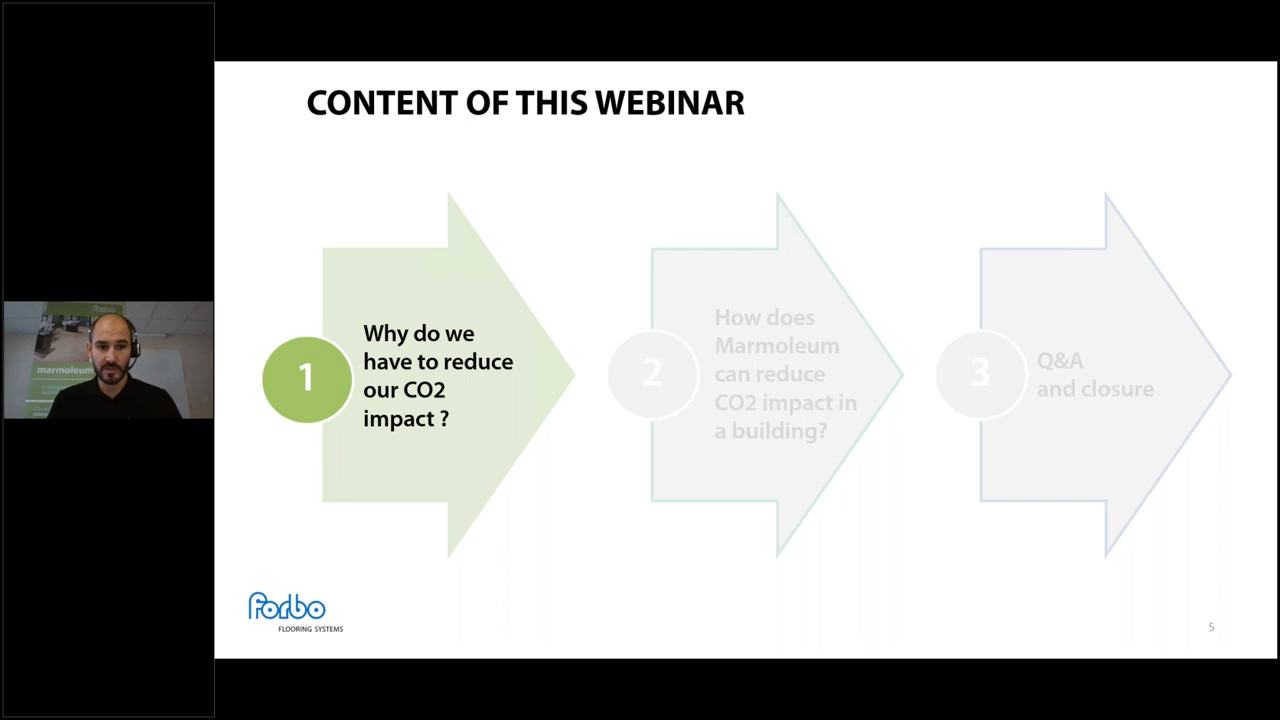 CONTENT OF THIS WEBINAR
1
Why do we
have to reduce
our CO2
impact ?
2
How does
Marmoleum
can reduce
CO2 impact in
a building?
3
Q&A
and closure
forbo
marmoleum
forbo
FLOORING SYSTEMS
5